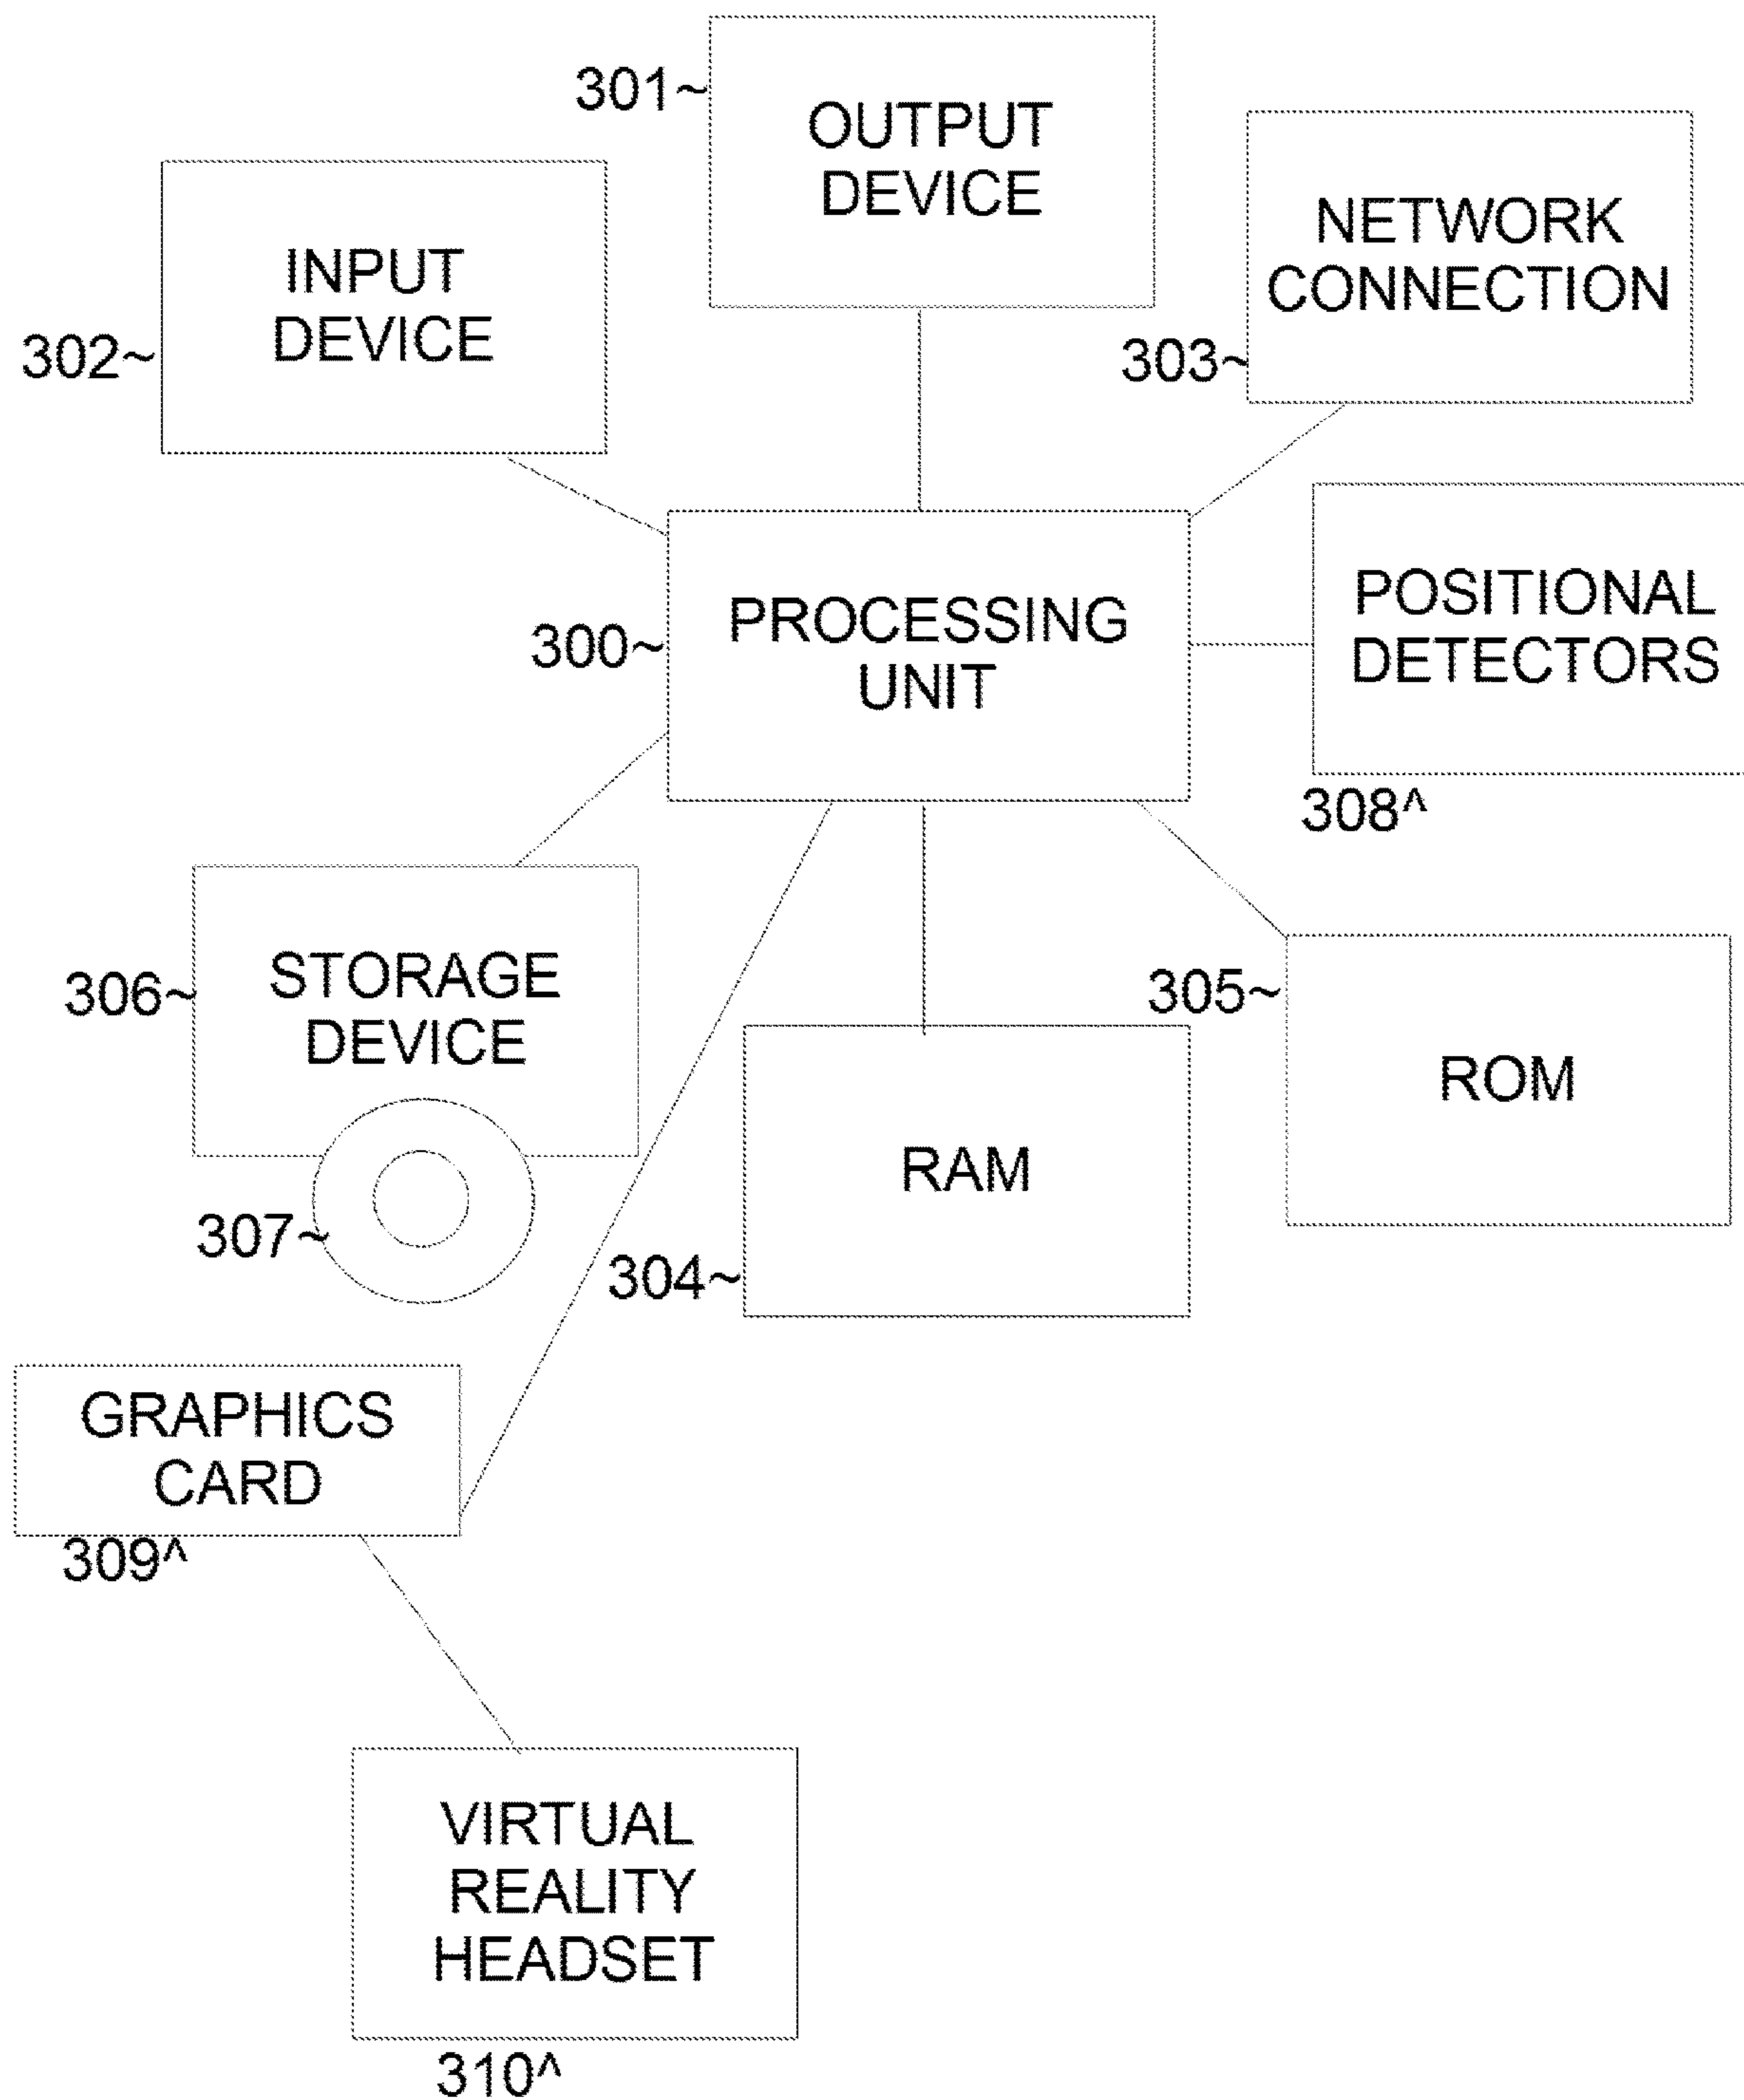 301~
OUTPUT
DEVICE
302~
INPUT
DEVICE
303~
NETWORK
CONNECTION
300~
PROCESSING
UNIT
POSITIONAL
DETECTORS
308^
306~
STORAGE
DEVICE
307~
304~
RAM
305~
ROM
GRAPHICS
CARD
309^
VIRTUAL
REALITY
HEADSET
310^